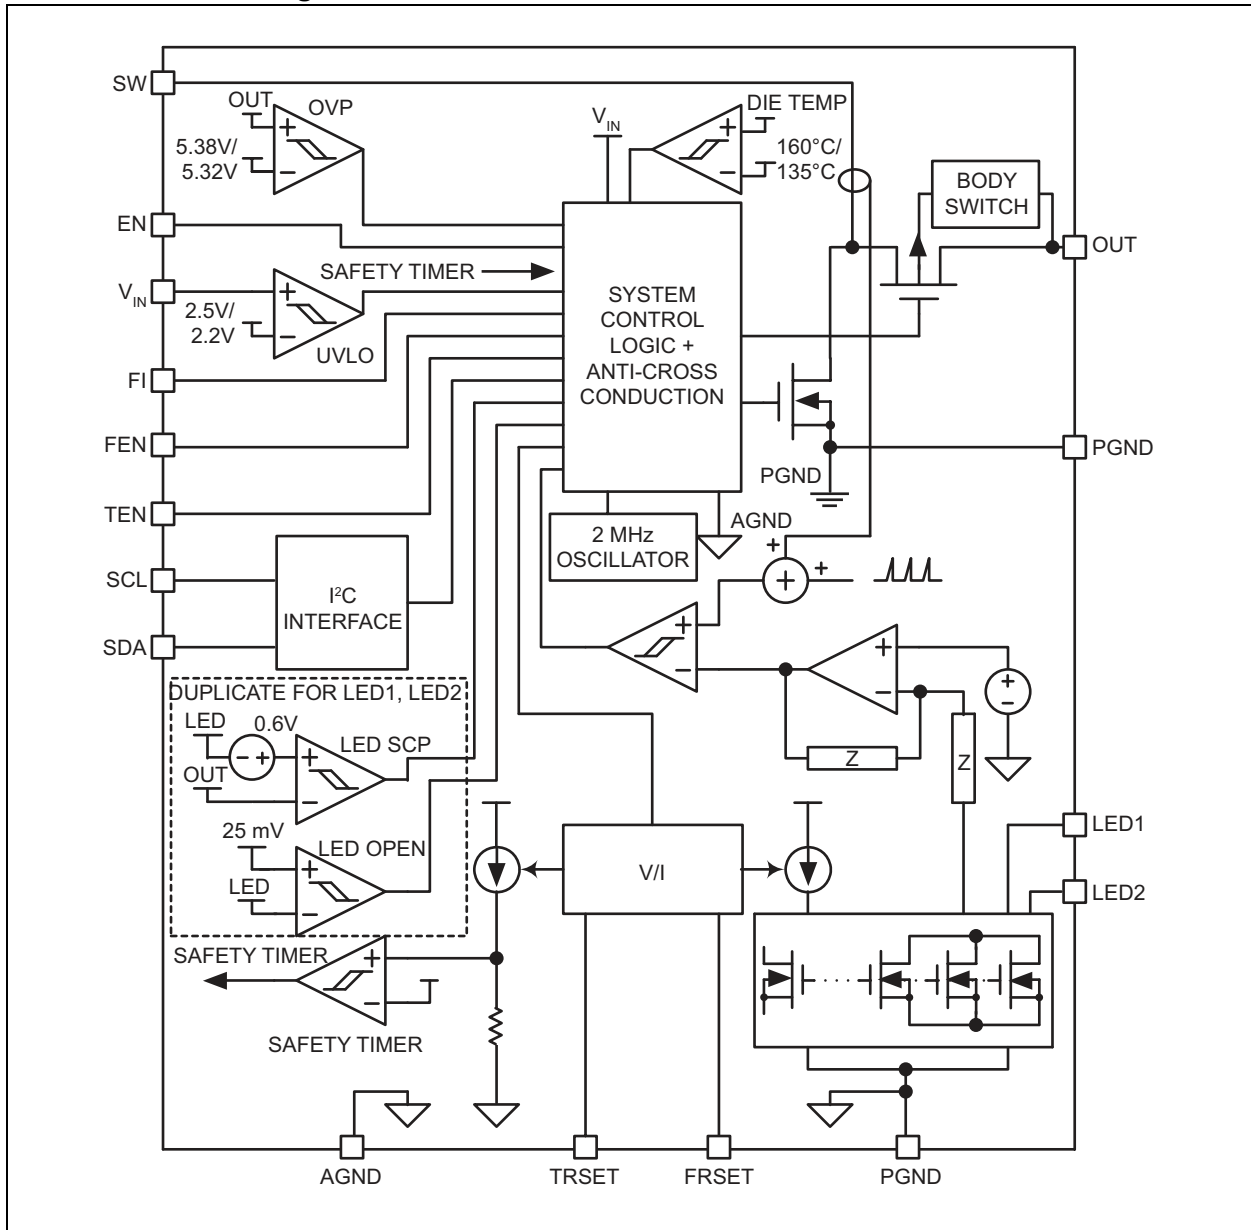 SW
OUT
OVP
5.38V/
5.32V
V_IN
DIE TEMP
160°C/
135°C
BODY
SWITCH
EN
OUT
SAFETY TIMER
V_IN
2.5V/
2.2V
UVLO
SYSTEM
CONTROL
LOGIC +
ANTI-CROSS
CONDUCTION
FI
FEN
PGND
PGND
TEN
2 MHz
OSCILLATOR
AGND
SCL
I²C
INTERFACE
SDA
DUPLICATE FOR LED1, LED2
LED
0.6V
LED SCP
OUT
Z
Z
25 mV
LED OPEN
LED
V/I
LED1
LED2
SAFETY TIMER
SAFETY TIMER
AGND
TRSET
FRSET
PGND